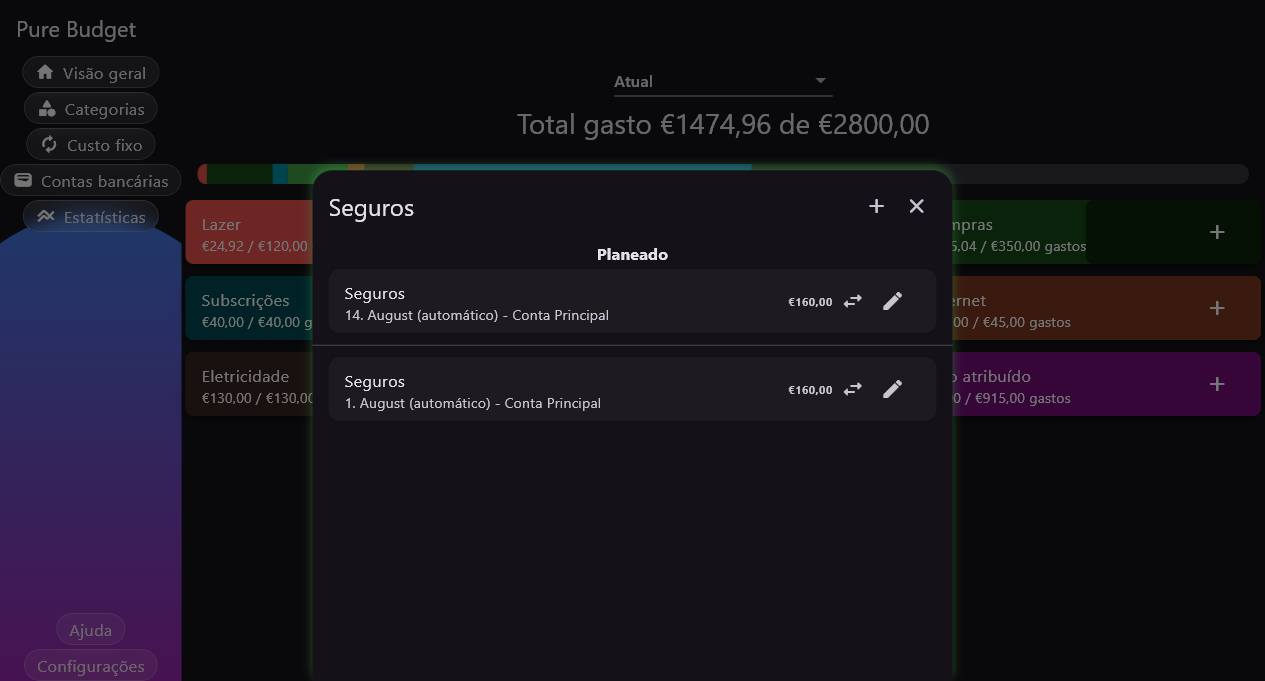 Pure Budget
Visão geral
Categorias
Custo fixo
Contas bancárias
Estatísticas
Ajuda
Configurações
Atual
Total gasto €1474,96 de €2800,00
Lazer
€24,92 / €120,00
Subscrições
€40,00 / €40,00 g
Eletricidade
€130,00 / €130,00
Seguros
Planeado
Seguros
€160,00
14. August (automático) - Conta Principal
Seguros
€160,00
1. August (automático) - Conta Principal
mpras
5,04 / €350,00 gastos
ernet
00 / €45,00 gastos
o atribuído
00 / €915,00 gastos